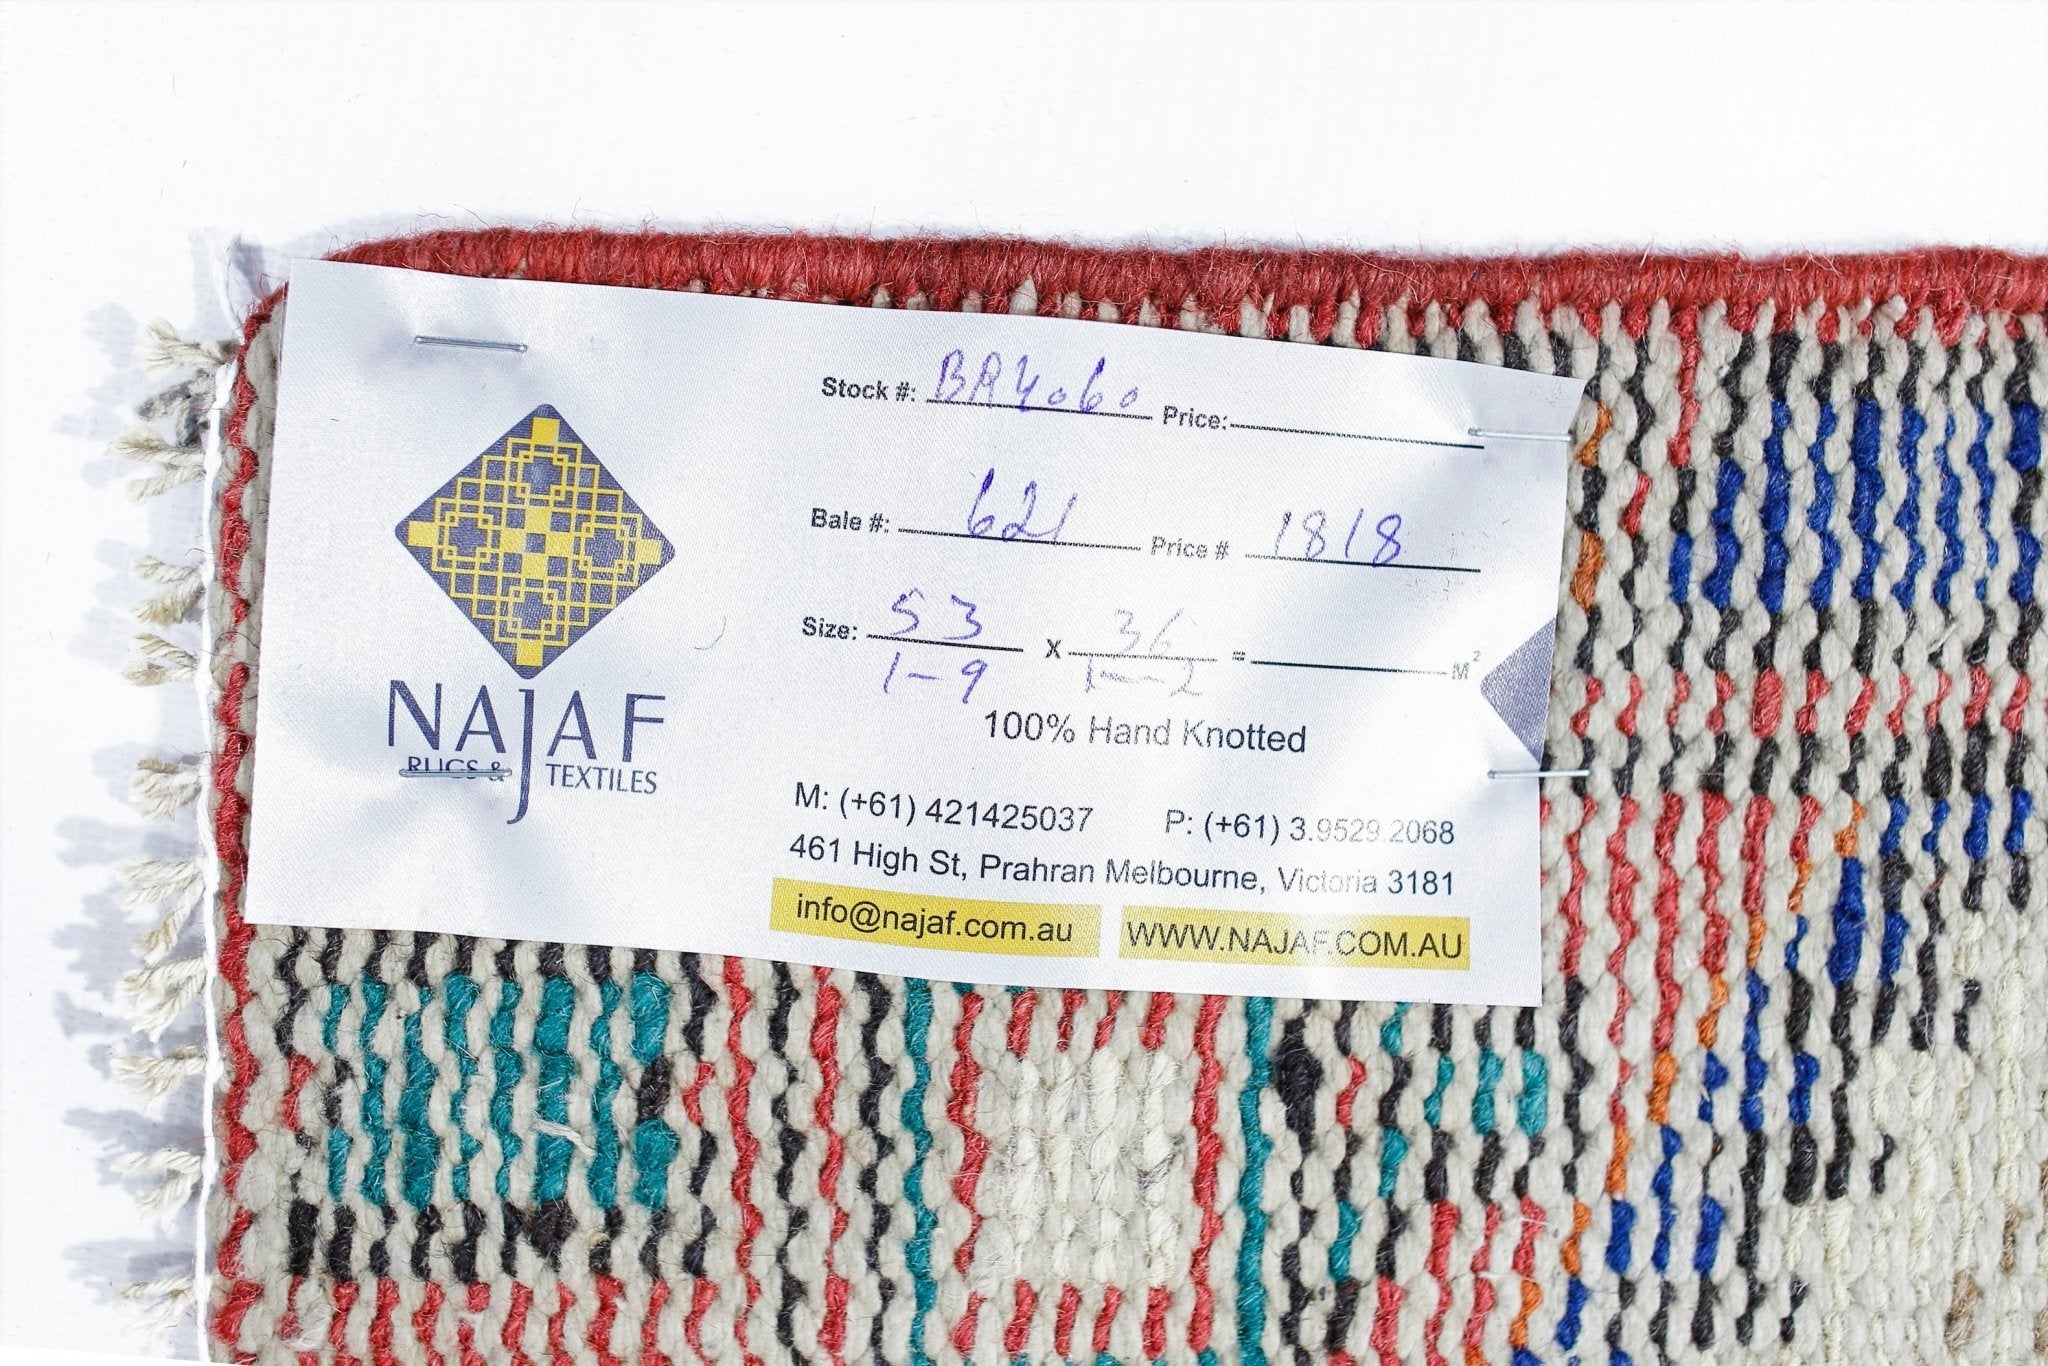 NAJAF
RUGS & TEXTILES
Stock #: BA4060 Price:
Bale #: 621 Price # 1818
Size: 53 X 36 = M²
1-9 1-2
100% Hand Knotted
M: (+61) 421425037 P: (+61) 3.9529.2068
461 High St, Prahran Melbourne, Victoria 3181
info@najaf.com.au WWW.NAJAF.COM.AU